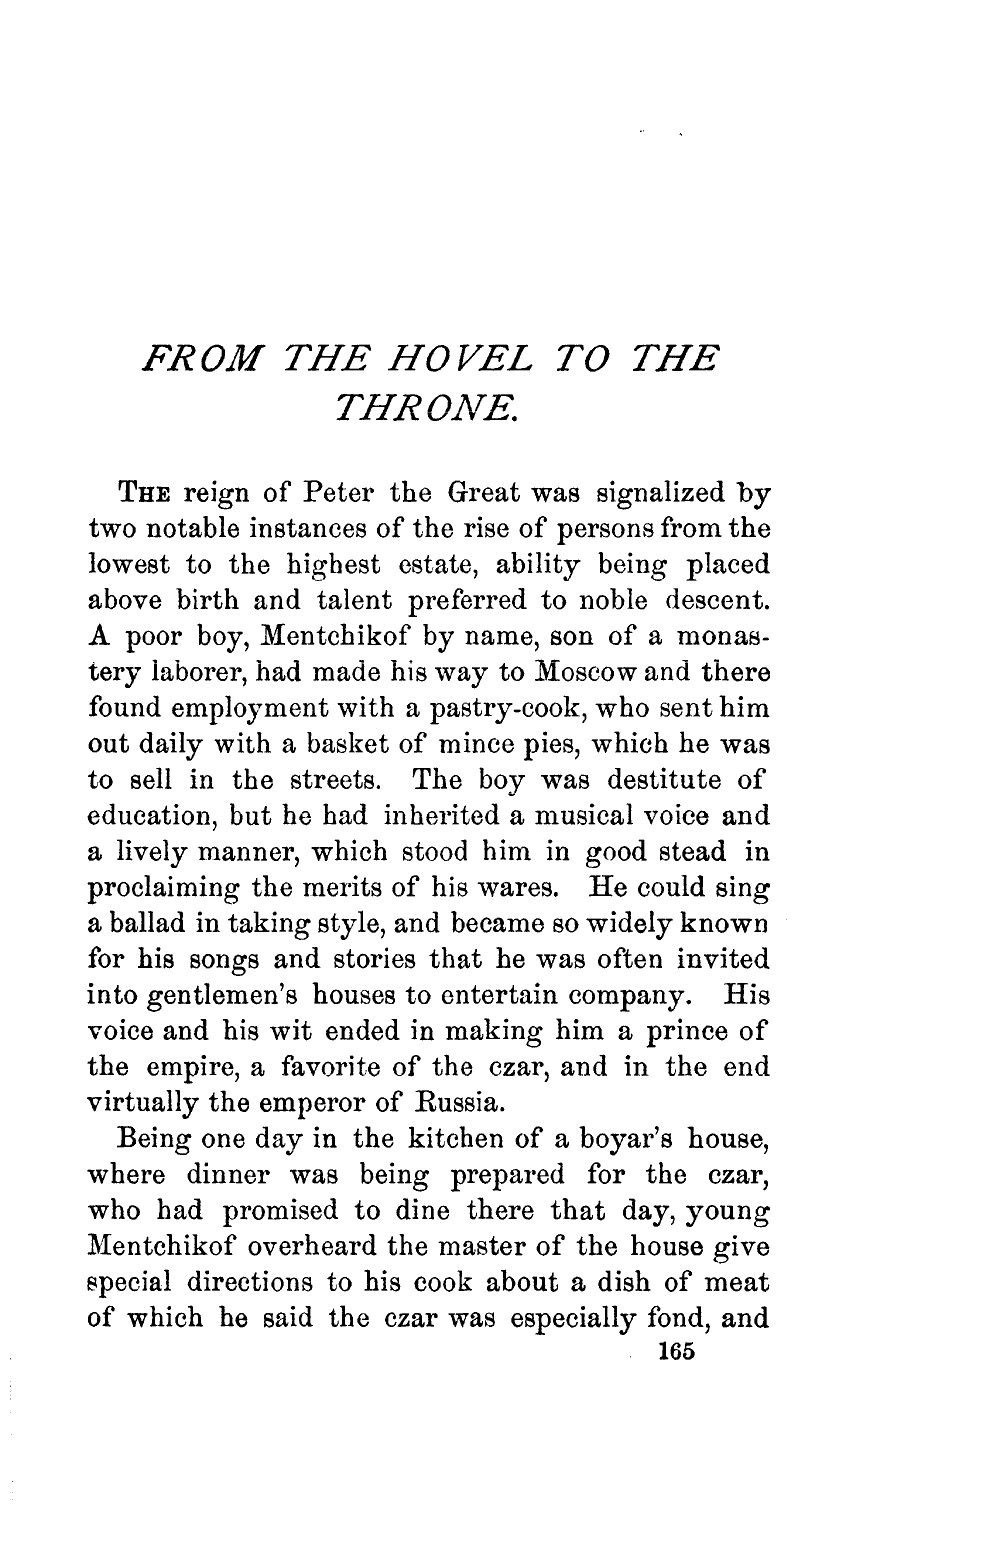 FROM THE HOVEL TO THE
THRONE.
THE reign of Peter the Great was signalized by
two notable instances of the rise of persons from the
lowest to the highest estate, ability being placed
above birth and talent preferred to noble descent.
A poor boy, Mentchikof by name, son of a monas-
tery laborer, had made his way to Moscow and there
found employment with a pastry-cook, who sent him
out daily with a basket of mince pies, which he was
to sell in the streets. The boy was destitute of
education, but he had inherited a musical voice and
a lively manner, which stood him in good stead in
proclaiming the merits of his wares. He could sing
a ballad in taking style, and became so widely known
for his songs and stories that he was often invited
into gentlemen's houses to entertain company. His
voice and his wit ended in making him a prince of
the empire, a favorite of the czar, and in the end
virtually the emperor of Russia.
Being one day in the kitchen of a boyar's house,
where dinner was being prepared for the czar,
who had promised to dine there that day, young
Mentchikof overheard the master of the house give
special directions to his cook about a dish of meat
of which he said the czar was especially fond, and
165